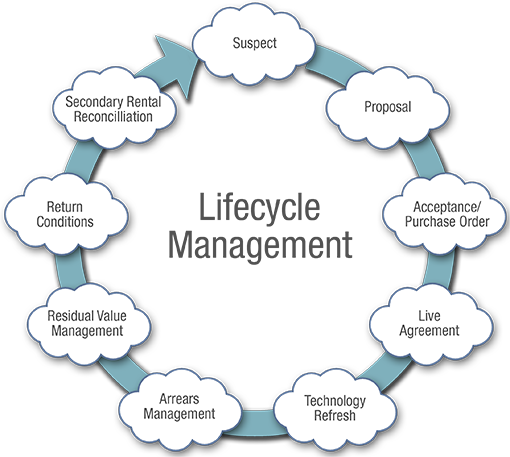 Suspect
Proposal
Acceptance/
Purchase Order
Live
Agreement
Technology
Refresh
Arrears
Management
Residual Value
Management
Return
Conditions
Secondary Rental
Reconcilliation
Lifecycle
Management